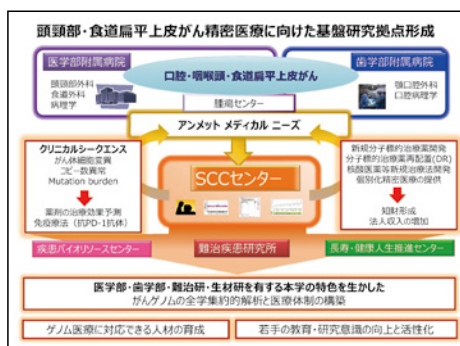 頭頸部・食道扁平上皮がん精密医療に向けた基盤研究拠点形成
医学部附属病院
歯学部附属病院
口腔・咽喉頭・食道扁平上皮がん
頭頸部外科
食道外科
病理学
顎口腔外科
口腔病理学
腫瘍センター
アンメット メディカル ニーズ
クリニカルシークエンス
がん体細胞変異
コピー数異常
Mutation burden
薬剤の治療効果予測
免疫療法（抗PD-1抗体）
SCCセンター
新規分子標的治療薬開発
分子標的治療薬再配置(DR)
核酸医薬等新規治療法開発
個別化精密医療の提供
知財形成
法人収入の増加
疾患バイオリソースセンター
難治疾患研究所
長寿・健康人生推進センター
医学部・歯学部・難治研・生材研を有する本学の特色を生かした
がんゲノムの全学集約的解析と医療体制の構築
ゲノム医療に対応できる人材の育成
若手の教育・研究意識の向上と活性化